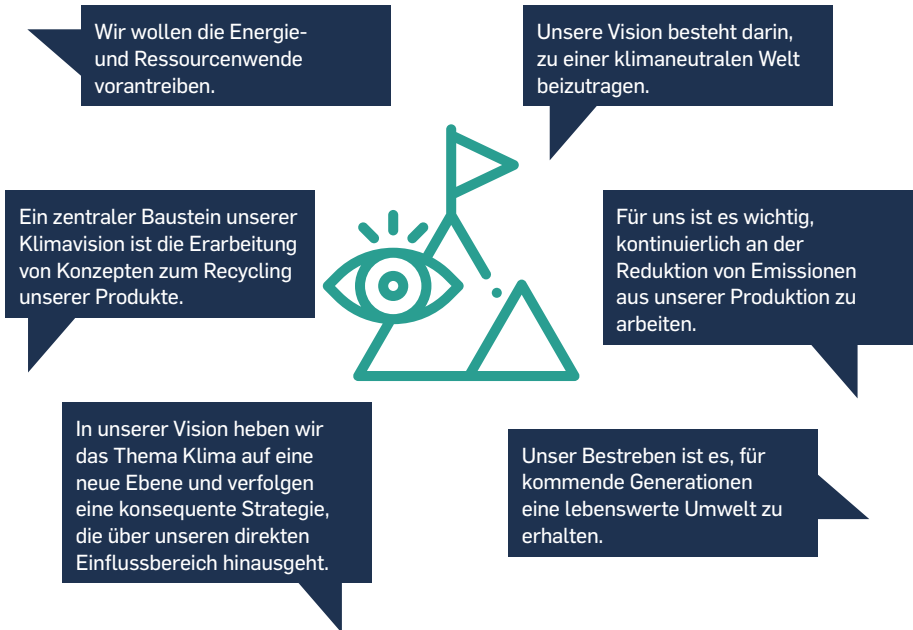 Wir wollen die Energie-
und Ressourcenwende
vorantreiben.
Unsere Vision besteht darin,
zu einer klimaneutralen Welt
beizutragen.
Ein zentraler Baustein unserer
Klimavision ist die Erarbeitung
von Konzepten zum Recycling
unserer Produkte.
Für uns ist es wichtig,
kontinuierlich an der
Reduktion von Emissionen
aus unserer Produktion zu
arbeiten.
In unserer Vision heben wir
das Thema Klima auf eine
neue Ebene und verfolgen
eine konsequente Strategie,
die über unseren direkten
Einflussbereich hinausgeht.
Unser Bestreben ist es, für
kommende Generationen
eine lebenswerte Umwelt zu
erhalten.